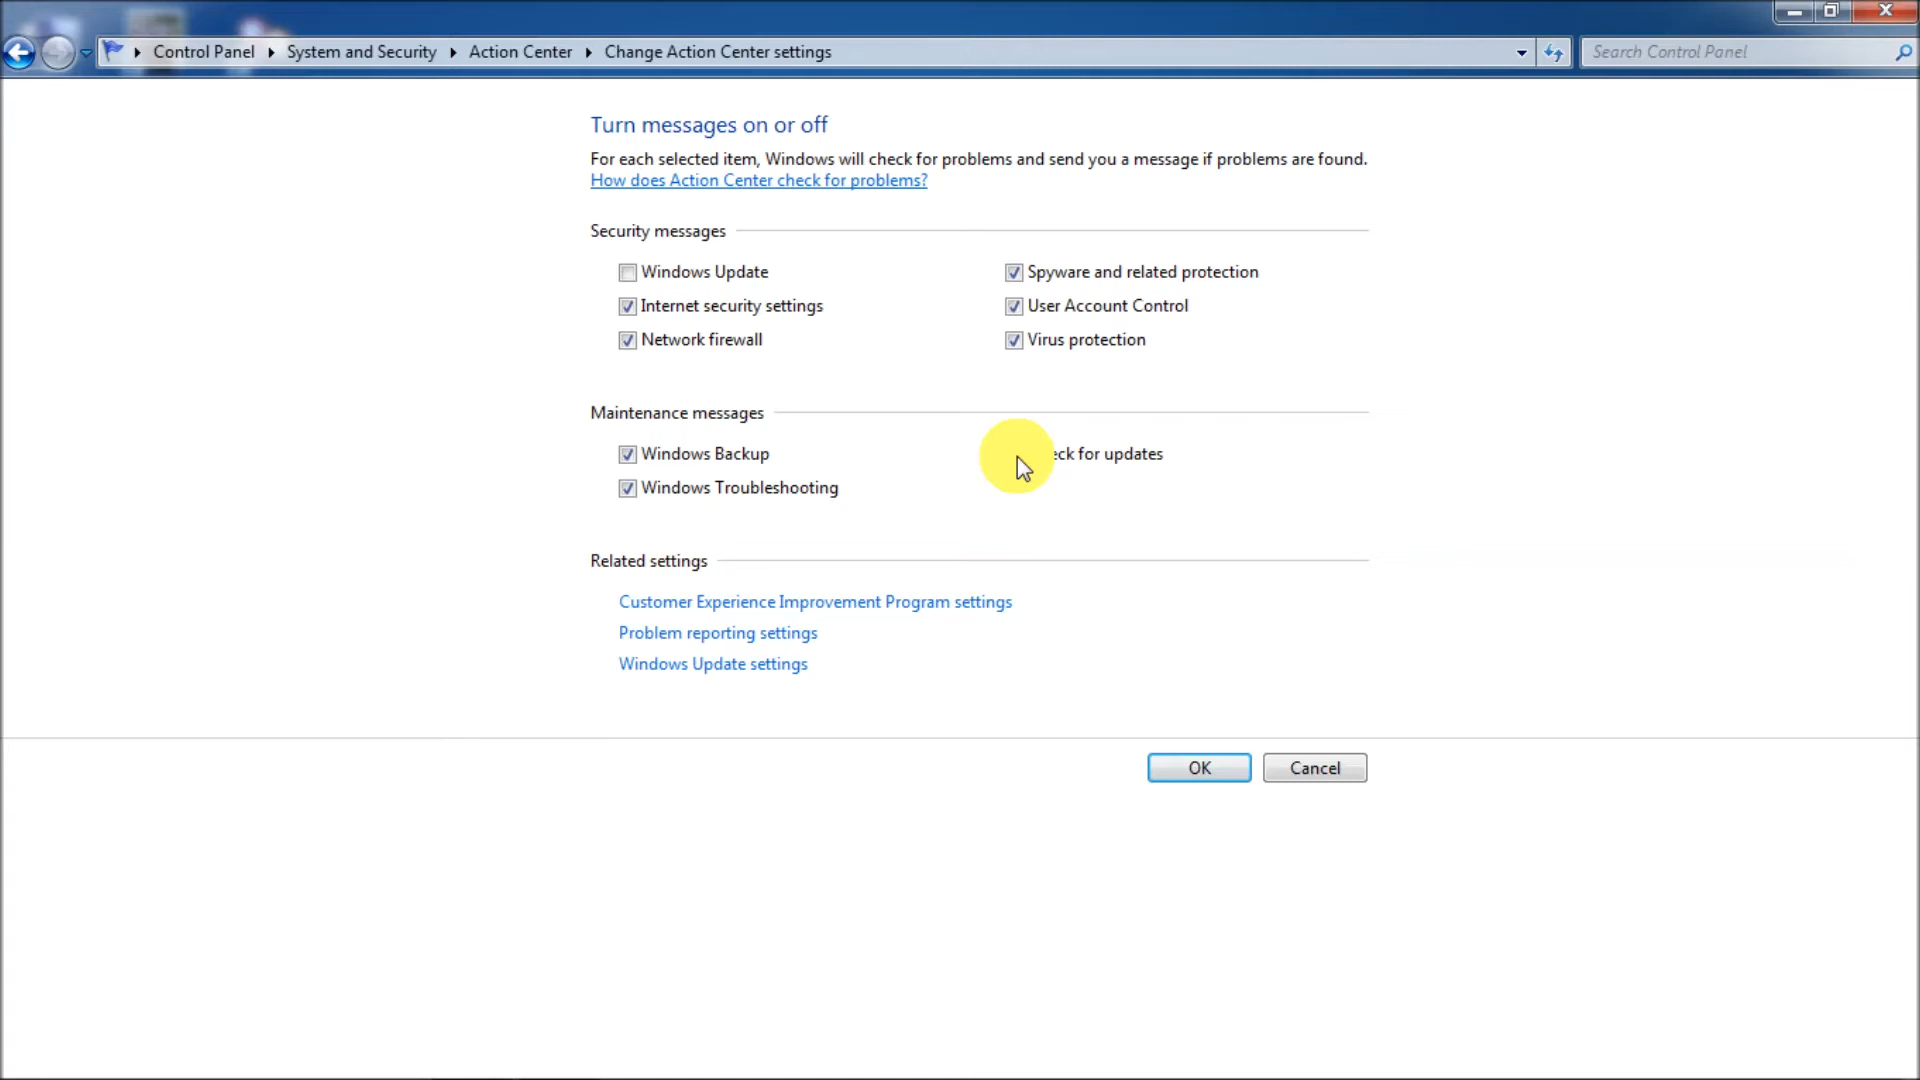 Control Panel System and Security Action Center Change Action Center settings
Search Control Panel
Turn messages on or off
For each selected item, Windows will check for problems and send you a message if problems are found.
How does Action Center check for problems?
Security messages
Windows Update
Spyware and related protection
Internet security settings
User Account Control
Network firewall
Virus protection
Maintenance messages
Windows Backup
for updates
Windows Troubleshooting
Related settings
Customer Experience Improvement Program settings
Problem reporting settings
Windows Update settings
OK
Cancel